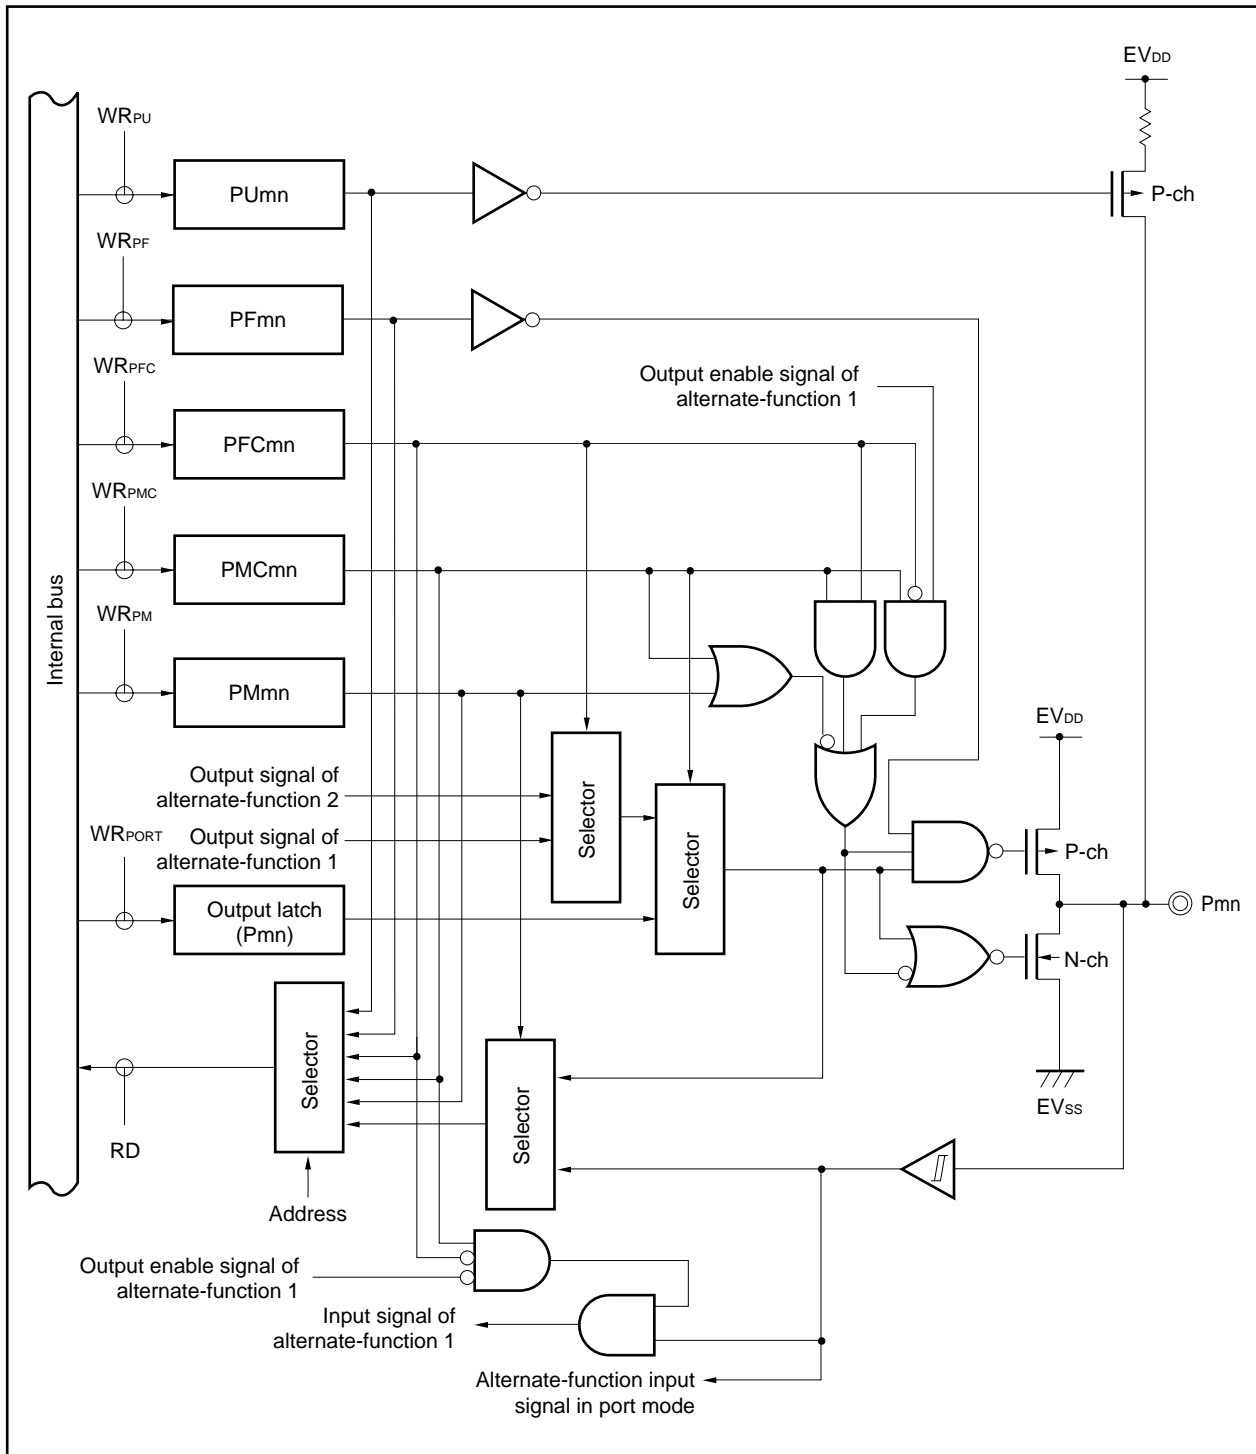 EVDD
WRPU
PUmn
P-ch
WRPF
PFmn
WRPFC
Output enable signal of
alternate-function 1
PFCmn
WRPMC
PMCmn
Internal bus
WRPM
PMmn
EVDD
Output signal of
alternate-function 2
WRPORT
Output signal of
alternate-function 1
Selector
Selector
P-ch
Output latch
(Pmn)
Pmn
N-ch
Selector
Selector
EVSS
RD
Address
Output enable signal of
alternate-function 1
Input signal of
alternate-function 1
Alternate-function input
signal in port mode